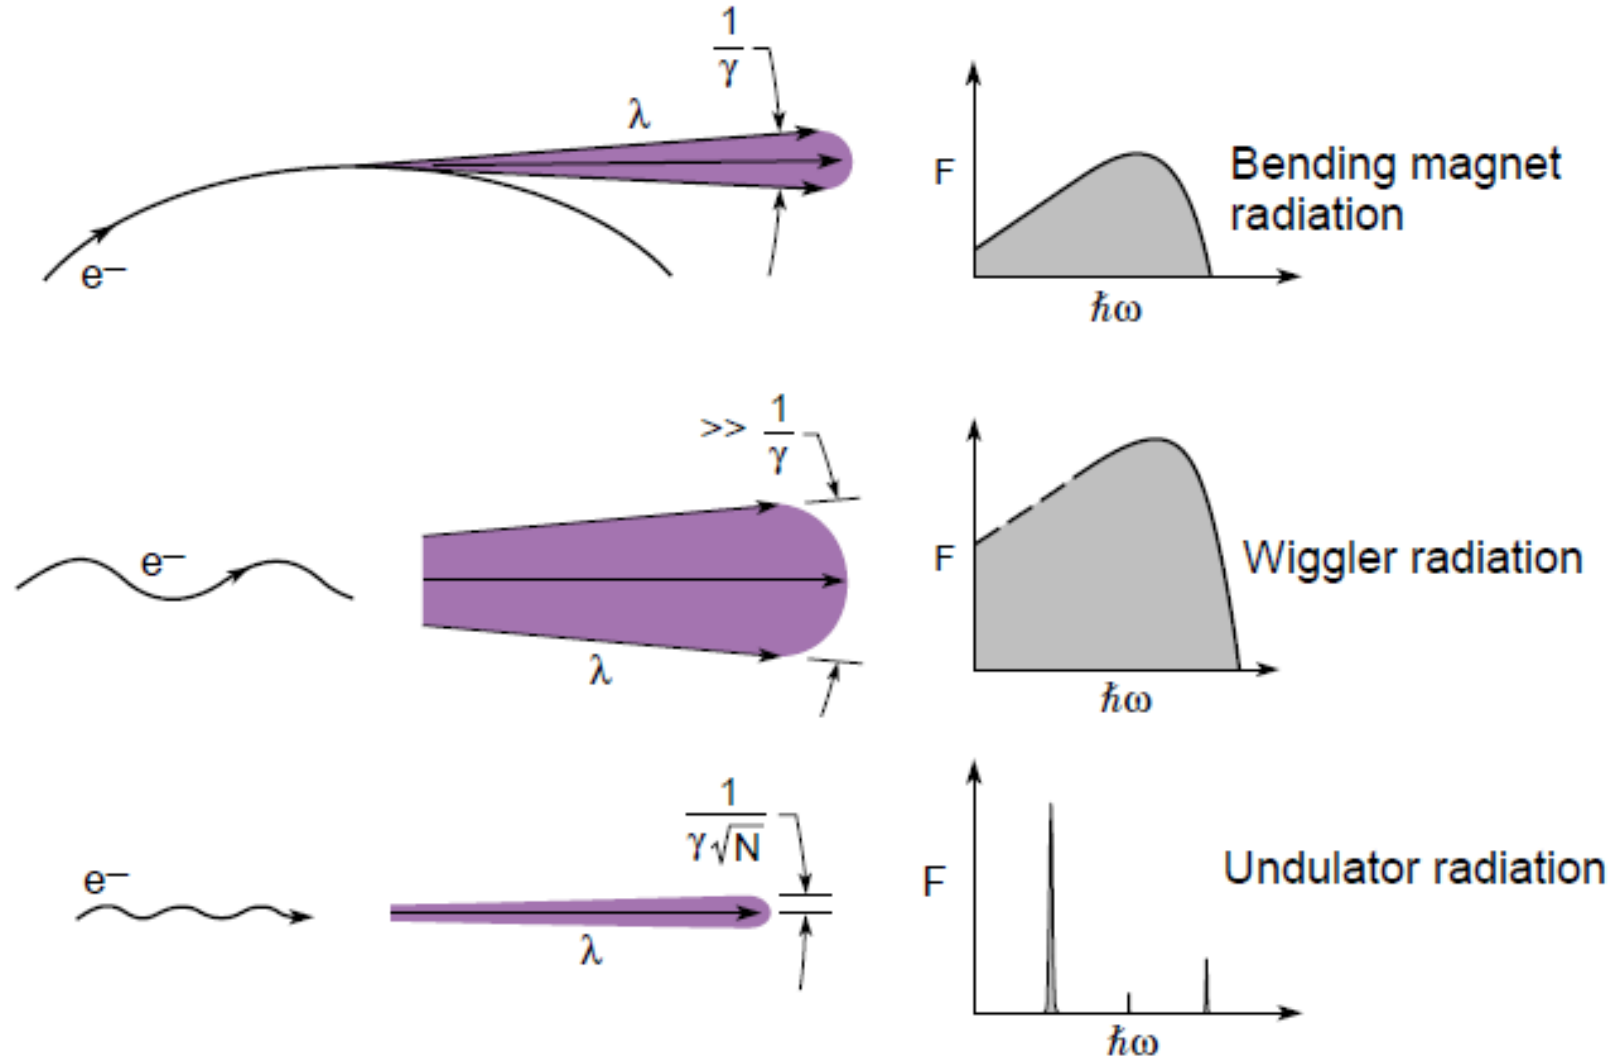 1
γ
λ
e–
F
ħω
Bending magnet
radiation
>> 1
γ
e–
λ
F
ħω
Wiggler radiation
1
γ√N
e–
λ
F
ħω
Undulator radiation